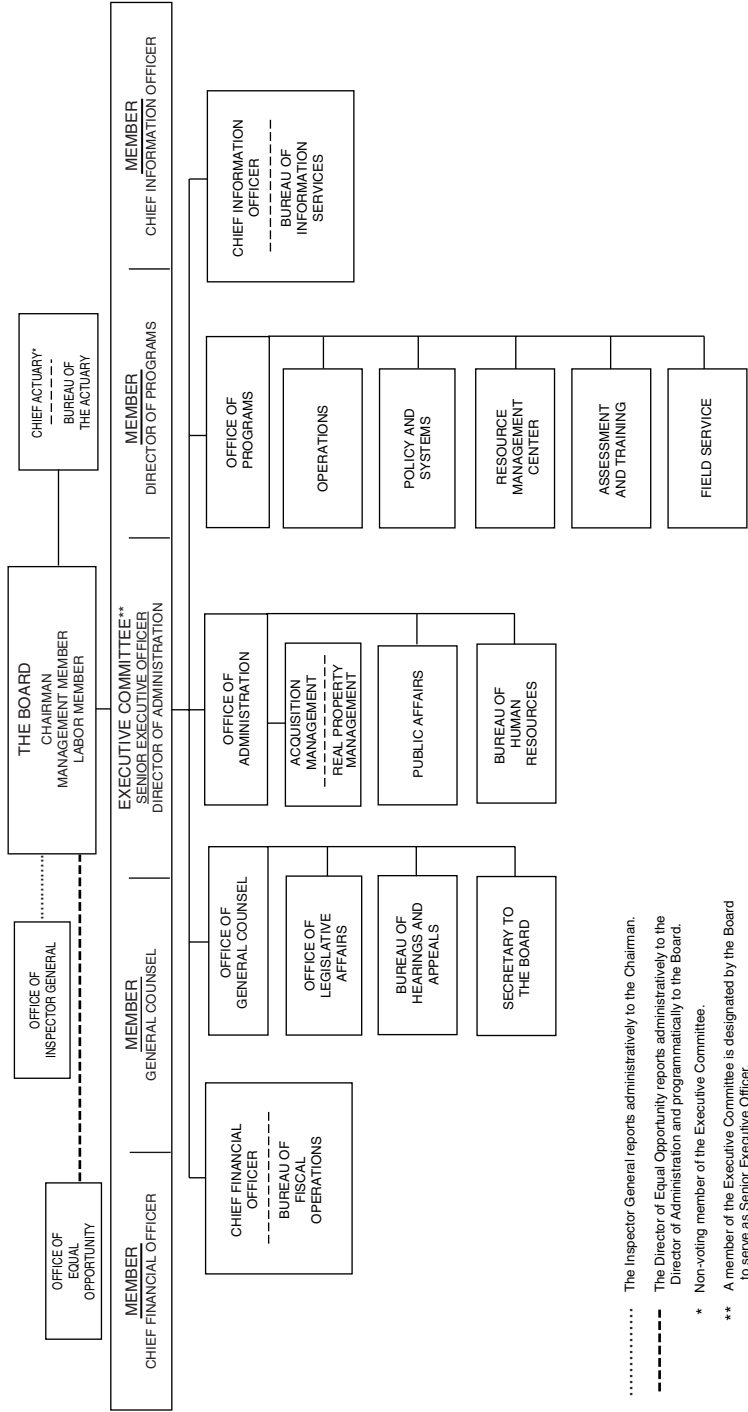 THE BOARD
CHAIRMAN
MANAGEMENT MEMBER
LABOR MEMBER
OFFICE OF
EQUAL
OPPORTUNITY
OFFICE OF
INSPECTOR GENERAL
CHIEF ACTUARY*
BUREAU OF
THE ACTUARY
MEMBER
CHIEF FINANCIAL OFFICER
MEMBER
GENERAL COUNSEL
EXECUTIVE COMMITTEE**
SENIOR EXECUTIVE OFFICER
DIRECTOR OF ADMINISTRATION
MEMBER
DIRECTOR OF PROGRAMS
MEMBER
CHIEF INFORMATION OFFICER
CHIEF FINANCIAL
OFFICER
BUREAU OF
FISCAL
OPERATIONS
OFFICE OF
GENERAL COUNSEL
OFFICE OF
LEGISLATIVE
AFFAIRS
BUREAU OF
HEARINGS AND
APPEALS
SECRETARY TO
THE BOARD
OFFICE OF
ADMINISTRATION
ACQUISITION
MANAGEMENT
REAL PROPERTY
MANAGEMENT
PUBLIC AFFAIRS
BUREAU OF
HUMAN
RESOURCES
OFFICE OF
PROGRAMS
OPERATIONS
POLICY AND
SYSTEMS
RESOURCE
MANAGEMENT
CENTER
ASSESSMENT
AND TRAINING
FIELD SERVICE
CHIEF INFORMATION
OFFICER
BUREAU OF
INFORMATION
SERVICES
The Inspector General reports administratively to the Chairman.
The Director of Equal Opportunity reports administratively to the
Director of Administration and programmatically to the Board.
* Non-voting member of the Executive Committee.
** A member of the Executive Committee is designated by the Board
to serve as Senior Executive Officer.